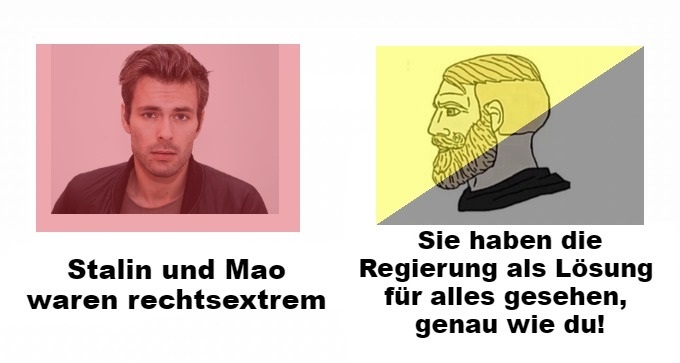 Stalin und Mao
waren rechtsextrem
Sie haben die
Regierung als Lösung
für alles gesehen,
genau wie du!